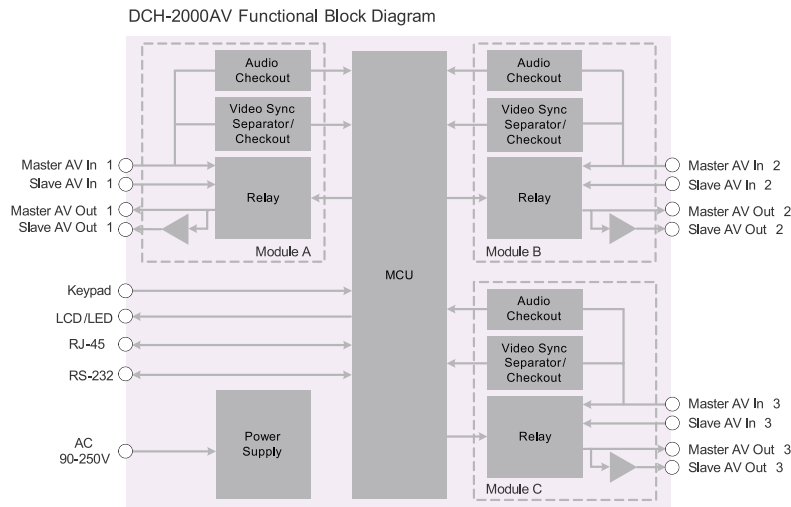 DCH-2000AV Functional Block Diagram
Audio
Checkout
Video Sync
Separator/
Checkout
Master AV In 1
Slave AV In 1
Relay
Master AV Out 1
Slave AV Out 1
Module A
MCU
Audio
Checkout
Video Sync
Separator/
Checkout
Relay
Master AV In 2
Slave AV In 2
Master AV Out 2
Slave AV Out 2
Module B
Keypad
LCD/LED
RJ-45
RS-232
AC
90-250V
Power
Supply
Audio
Checkout
Video Sync
Separator/
Checkout
Relay
Master AV In 3
Slave AV In 3
Master AV Out 3
Slave AV Out 3
Module C